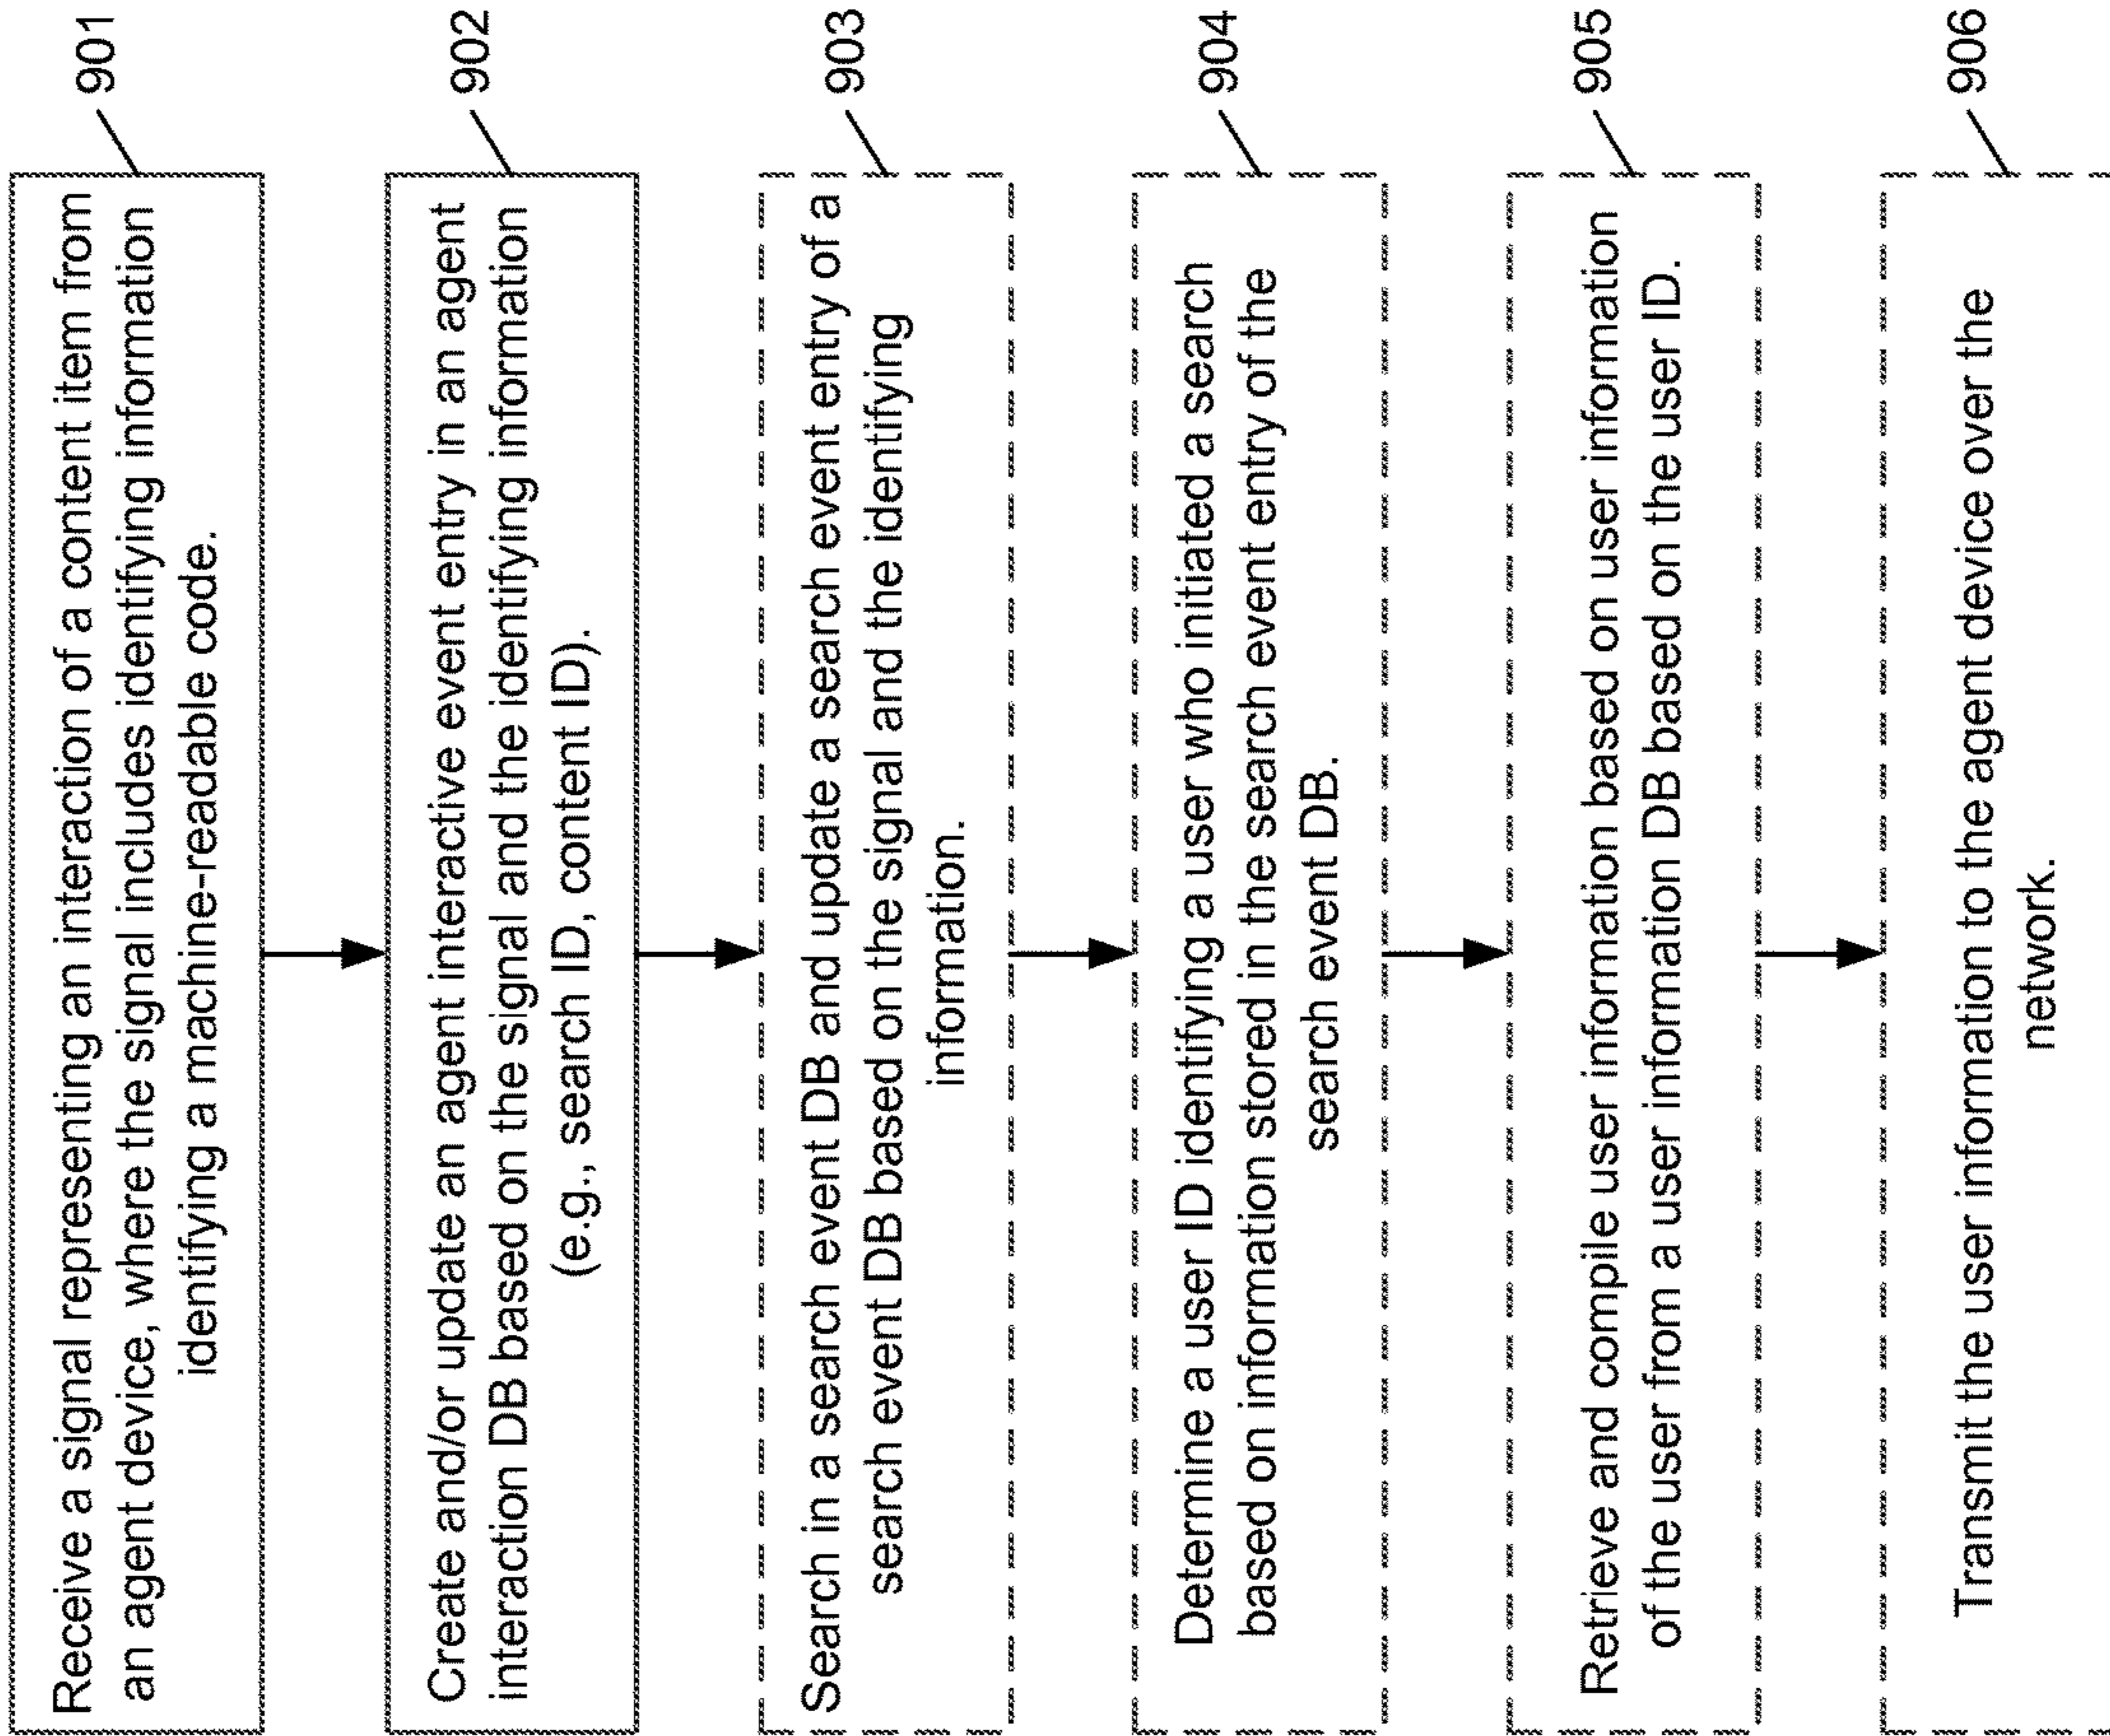 Receive a signal representing an interaction of a content item from
an agent device, where the signal includes identifying information
identifying a machine-readable code.
901
Create and/or update an agent interactive event entry in an agent
interaction DB based on the signal and the identifying information
(e.g., search ID, content ID).
902
Search in a search event DB and update a search event entry of a
search event DB based on the signal and the identifying
information.
903
Determine a user ID identifying a user who initiated a search
based on information stored in the search event entry of the
search event DB.
904
Retrieve and compile user information based on user information
of the user from a user information DB based on the user ID.
905
Transmit the user information to the agent device over the
network.
906